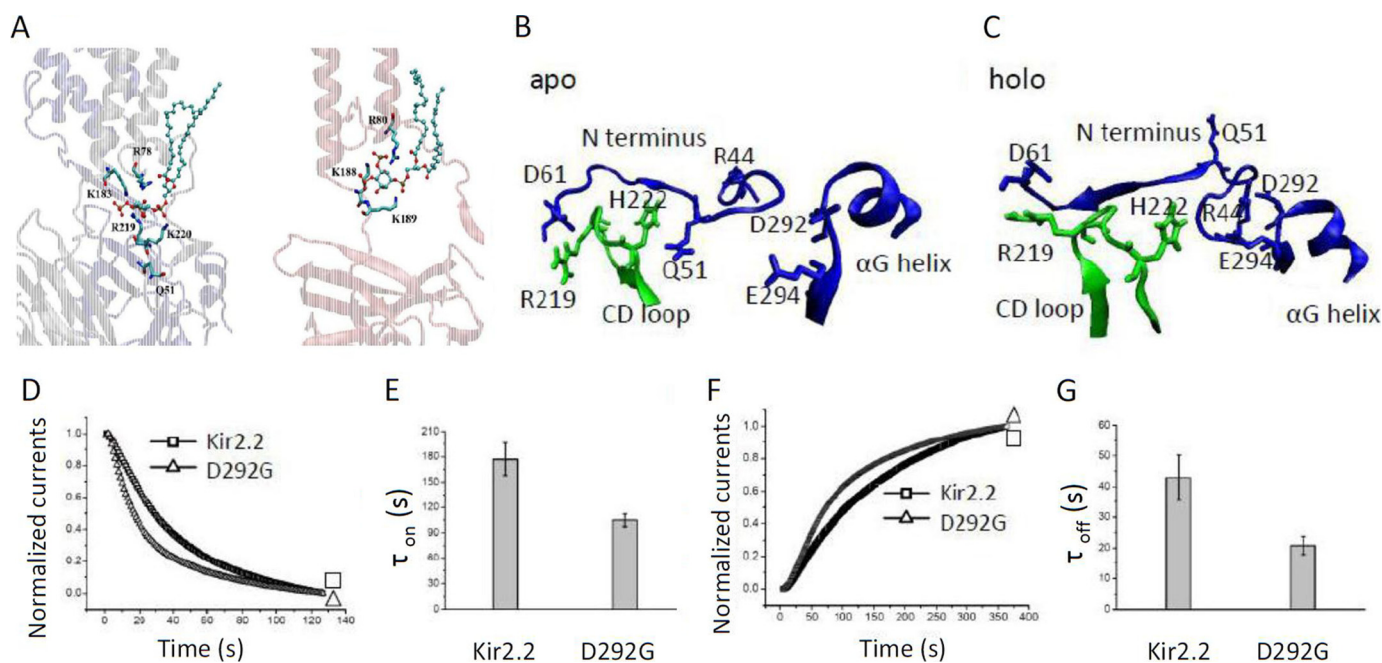 A
R78
K183
R219
K220
Q51
R80
K188
K189
B
apo
N terminus
D61
R44
H222
D292
Q51
R219
E294
αG helix
CD loop
C
holo
N terminus
Q51
D61
D292
H222
R44
R219
E294
CD loop
αG helix
D
Normalized currents
1.0
0.8
0.6
0.4
0.2
0.0
Kir2.2
D292G
0 20 40 60 80 100 120 140
Time (s)
E
τ on (s)
210
180
150
120
90
60
30
0
Kir2.2 D292G
F
Normalized currents
1.0
0.8
0.6
0.4
0.2
0.0
Kir2.2
D292G
0 50 100 150 200 250 300 350 400
Time (s)
G
τ off (s)
60
50
40
30
20
10
0
Kir2.2 D292G